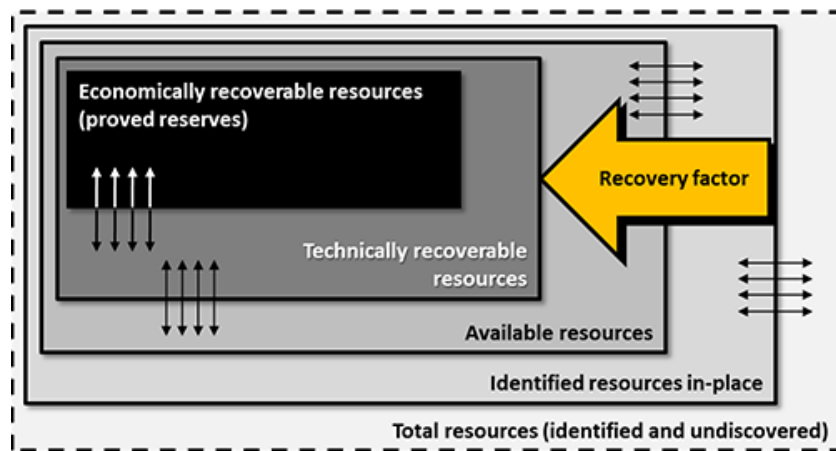 Economically recoverable resources
(proved reserves)
Recovery factor
Technically recoverable
resources
Available resources
Identified resources in-place
Total resources (identified and undiscovered)